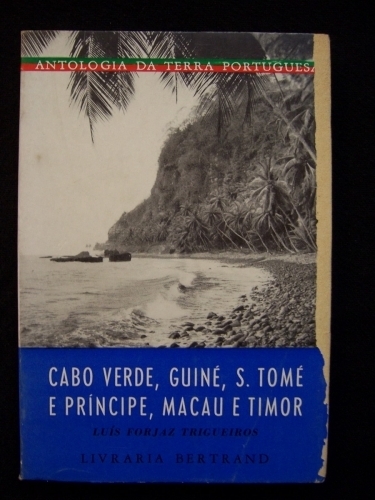 ANTOLOGIA DA TERRA PORTUGUESA
CABO VERDE, GUINÉ, S. TOMÉ
E PRÍNCIPE, MACAU E TIMOR
LUÍS FORJAZ TRIGUEIROS
LIVRARIA BERTRAND